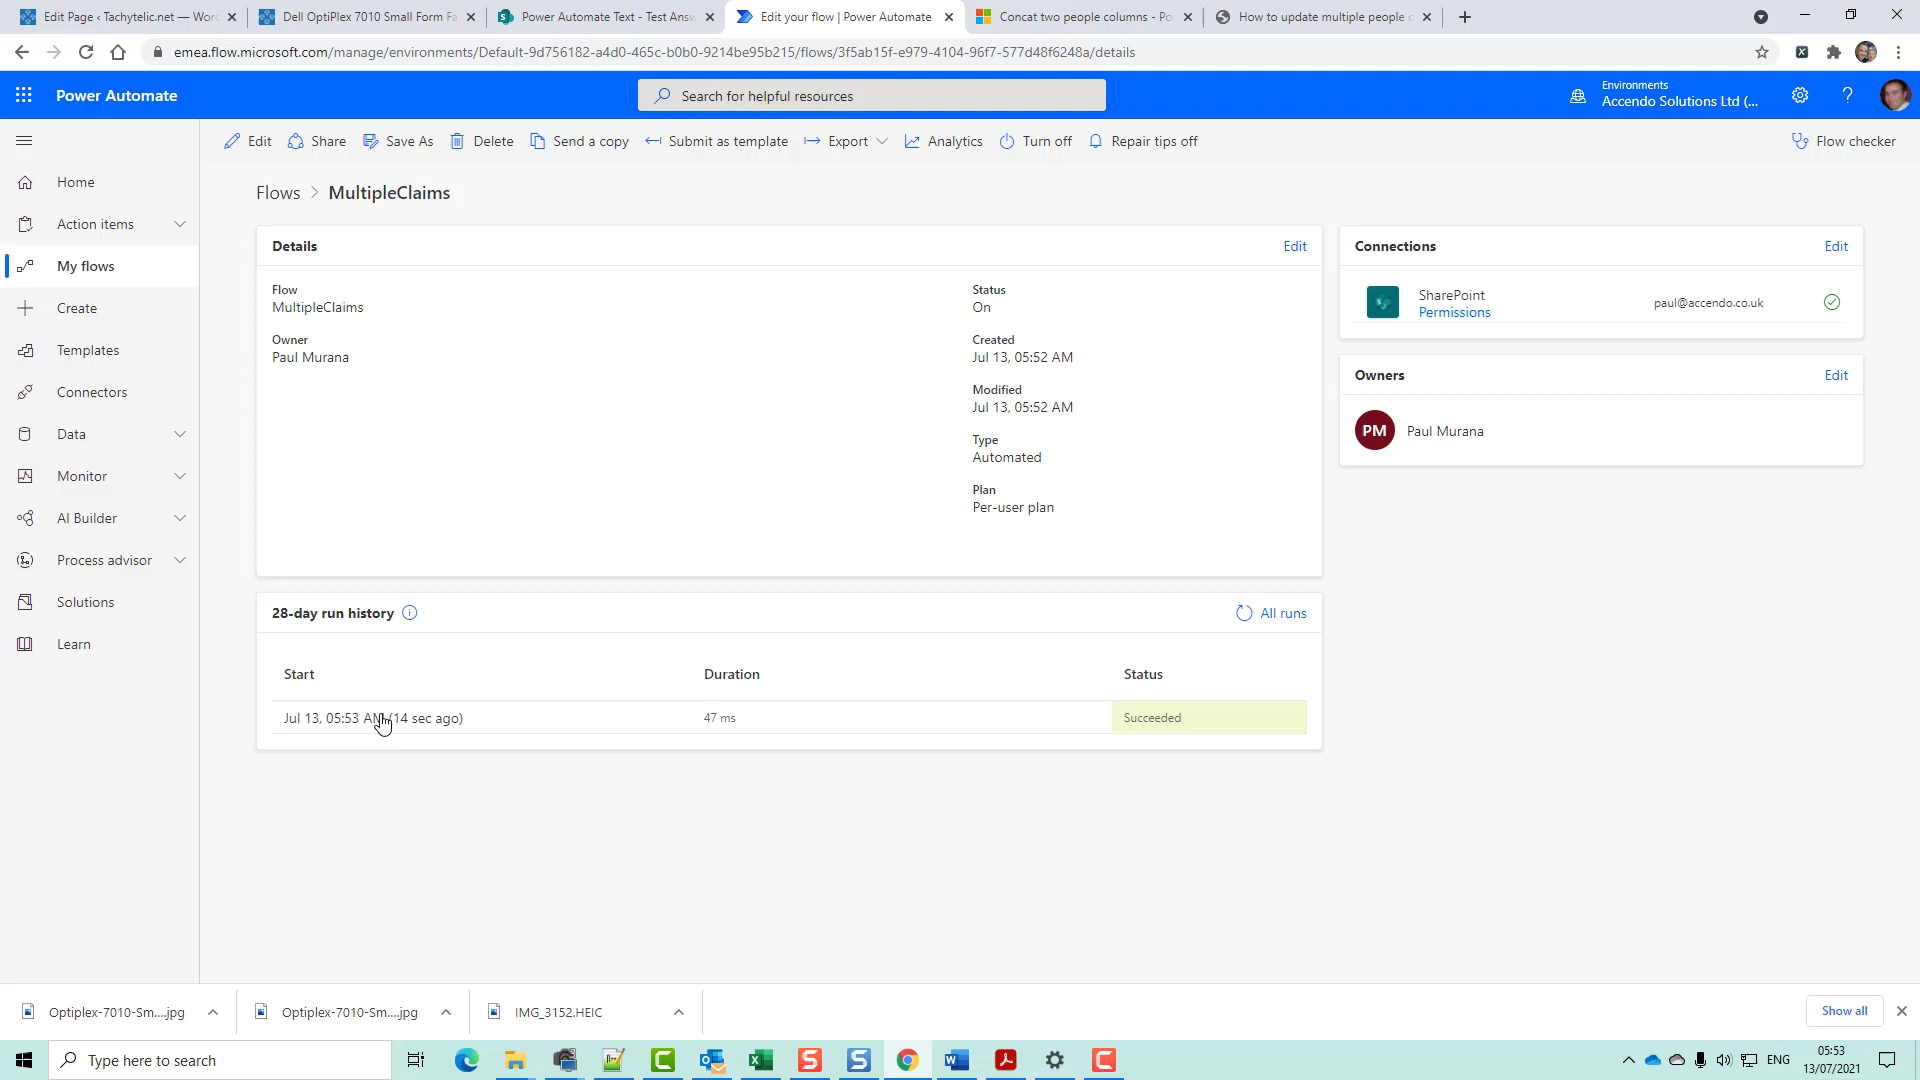 Edit Page ‹ Tachytelic.net — Wor
Dell OptiPlex 7010 Small Form Fa
Power Automate Text - Test Answ
Edit your flow | Power Automate
Concat two people columns - Po
How to update multiple people c
emea.flow.microsoft.com/manage/environments/Default-9d756182-a4d0-465c-b0b0-9214be95b215/flows/3f5ab15f-e979-4104-96f7-577d48f6248a/details
Power Automate
Search for helpful resources
Environments
Accendo Solutions Ltd (...
Edit
Share
Save As
Delete
Send a copy
Submit as template
Export
Analytics
Turn off
Repair tips off
Flow checker
Home
Action items
My flows
Create
Templates
Connectors
Data
Monitor
AI Builder
Process advisor
Solutions
Learn
Flows > MultipleClaims
Details
Edit
Flow
MultipleClaims
Owner
Paul Murana
Status
On
Created
Jul 13, 05:52 AM
Modified
Jul 13, 05:52 AM
Type
Automated
Plan
Per-user plan
Connections
Edit
SharePoint
Permissions
paul@accendo.co.uk
Owners
Edit
PM
Paul Murana
28-day run history
All runs
Start
Duration
Status
Jul 13, 05:53 AM (14 sec ago)
47 ms
Succeeded
Optiplex-7010-Sm....jpg
Optiplex-7010-Sm....jpg
IMG_3152.HEIC
Show all
Type here to search
ENG
05:53
13/07/2021